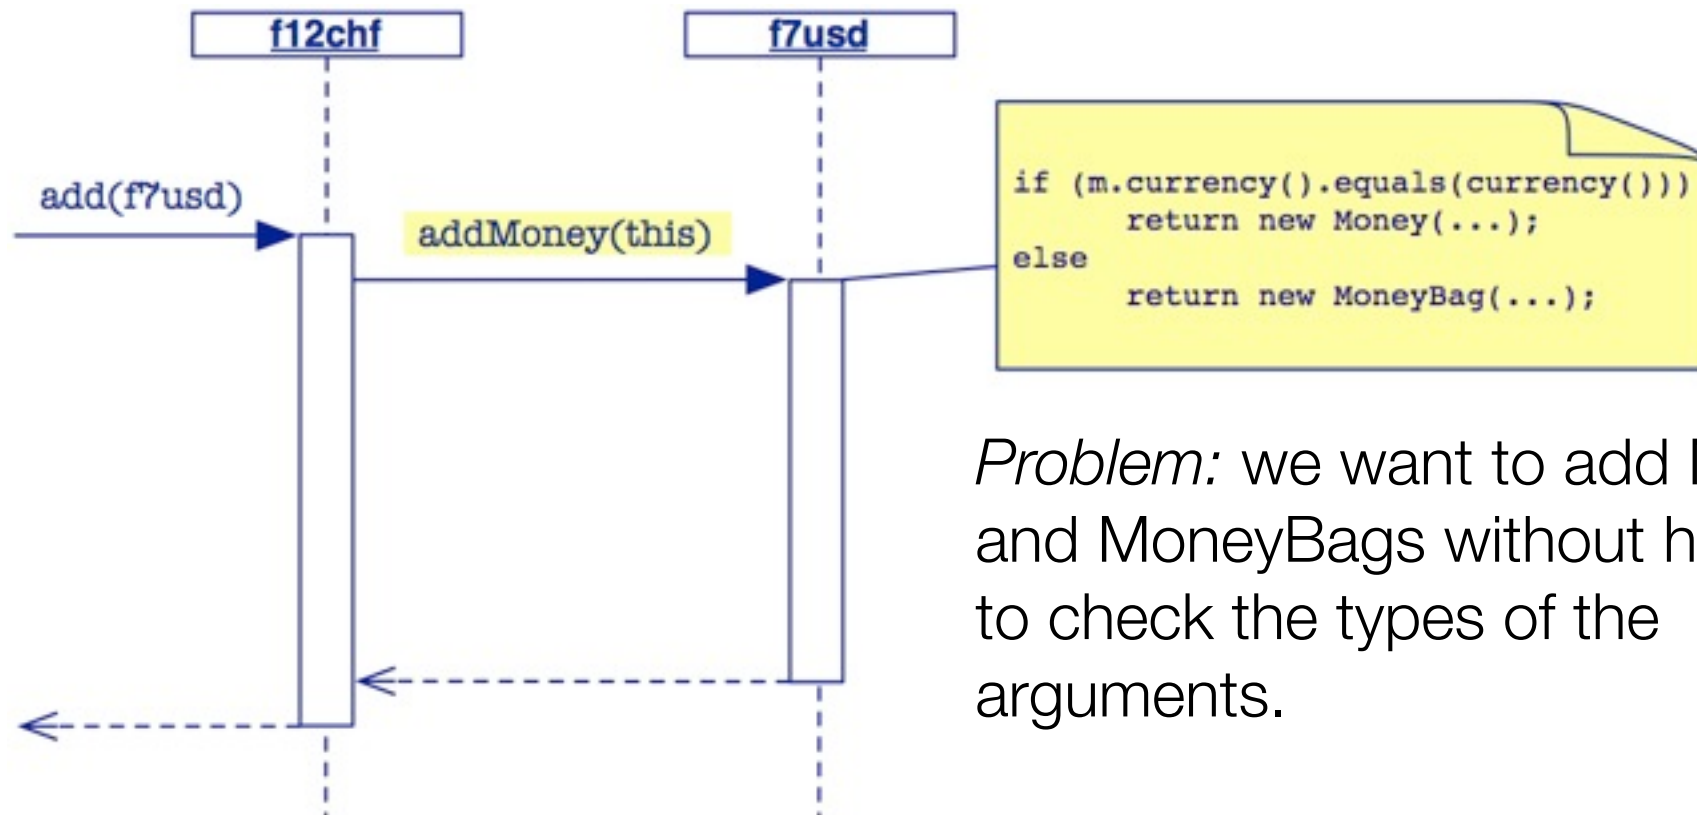 f12chf
f7usd
add(f7usd)
addMoney(this)
if (m.currency().equals(currency()))
return new Money(...);
else
return new MoneyBag(...);
Problem: we want to add
and MoneyBags without
to check the types of the
arguments.